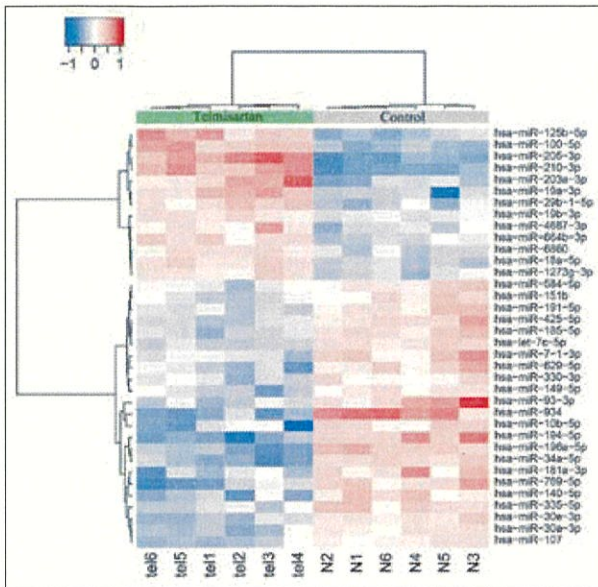 -1 0 1
Telmisartan Control
hsa-miR-125b-5p
hsa-miR-100-5p
hsa-miR-205-3p
hsa-miR-210-3p
hsa-miR-203a-3p
hsa-miR-19a-3p
hsa-miR-29b-1-5p
hsa-miR-19b-3p
hsa-miR-4687-3p
hsa-miR-664b-3p
hsa-miR-6880
hsa-miR-18a-5p
hsa-miR-1273g-3p
hsa-miR-584-5p
hsa-miR-151b
hsa-miR-191-5p
hsa-miR-425-5p
hsa-miR-185-5p
hsa-let-7c-5p
hsa-miR-7-1-3p
hsa-miR-629-5p
hsa-miR-330-3p
hsa-miR-149-5p
hsa-miR-93-3p
hsa-miR-934
hsa-miR-10b-5p
hsa-miR-194-5p
hsa-miR-196a-5p
hsa-miR-34a-5p
hsa-miR-181a-3p
hsa-miR-769-5p
hsa-miR-140-5p
hsa-miR-335-5p
hsa-miR-30e-3p
hsa-miR-30a-3p
hsa-miR-107
tel6 tel5 tel1 tel2 tel3 tel4 N2 N1 N6 N4 N5 N3